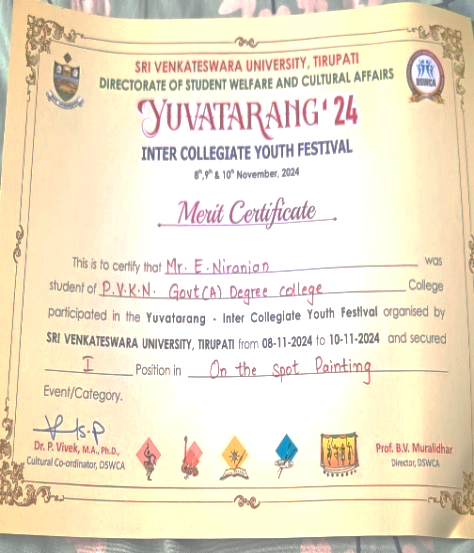 SRI VENKATESWARA UNIVERSITY, TIRUPATI
DIRECTORATE OF STUDENT WELFARE AND CULTURAL AFFAIRS
DSWCA
YUVATARANG' 24
INTER COLLEGIATE YOUTH FESTIVAL
8th,9th & 10th November, 2024
Merit Certificate
This is to certify that Mr. E. Niranjan was
student of P.V.K.N. Govt(A) Degree college College
participated in the Yuvatarang - Inter Collegiate Youth Festival organised by
SRI VENKATESWARA UNIVERSITY, TIRUPATI from 08-11-2024 to 10-11-2024 and secured
I Position in On the spot Painting
Event/Category.
Dr. P. Vivek, M.A., Ph.D.,
Cultural Co-ordinator, DSWCA
Prof. B.V. Muralidhar
Director, DSWCA